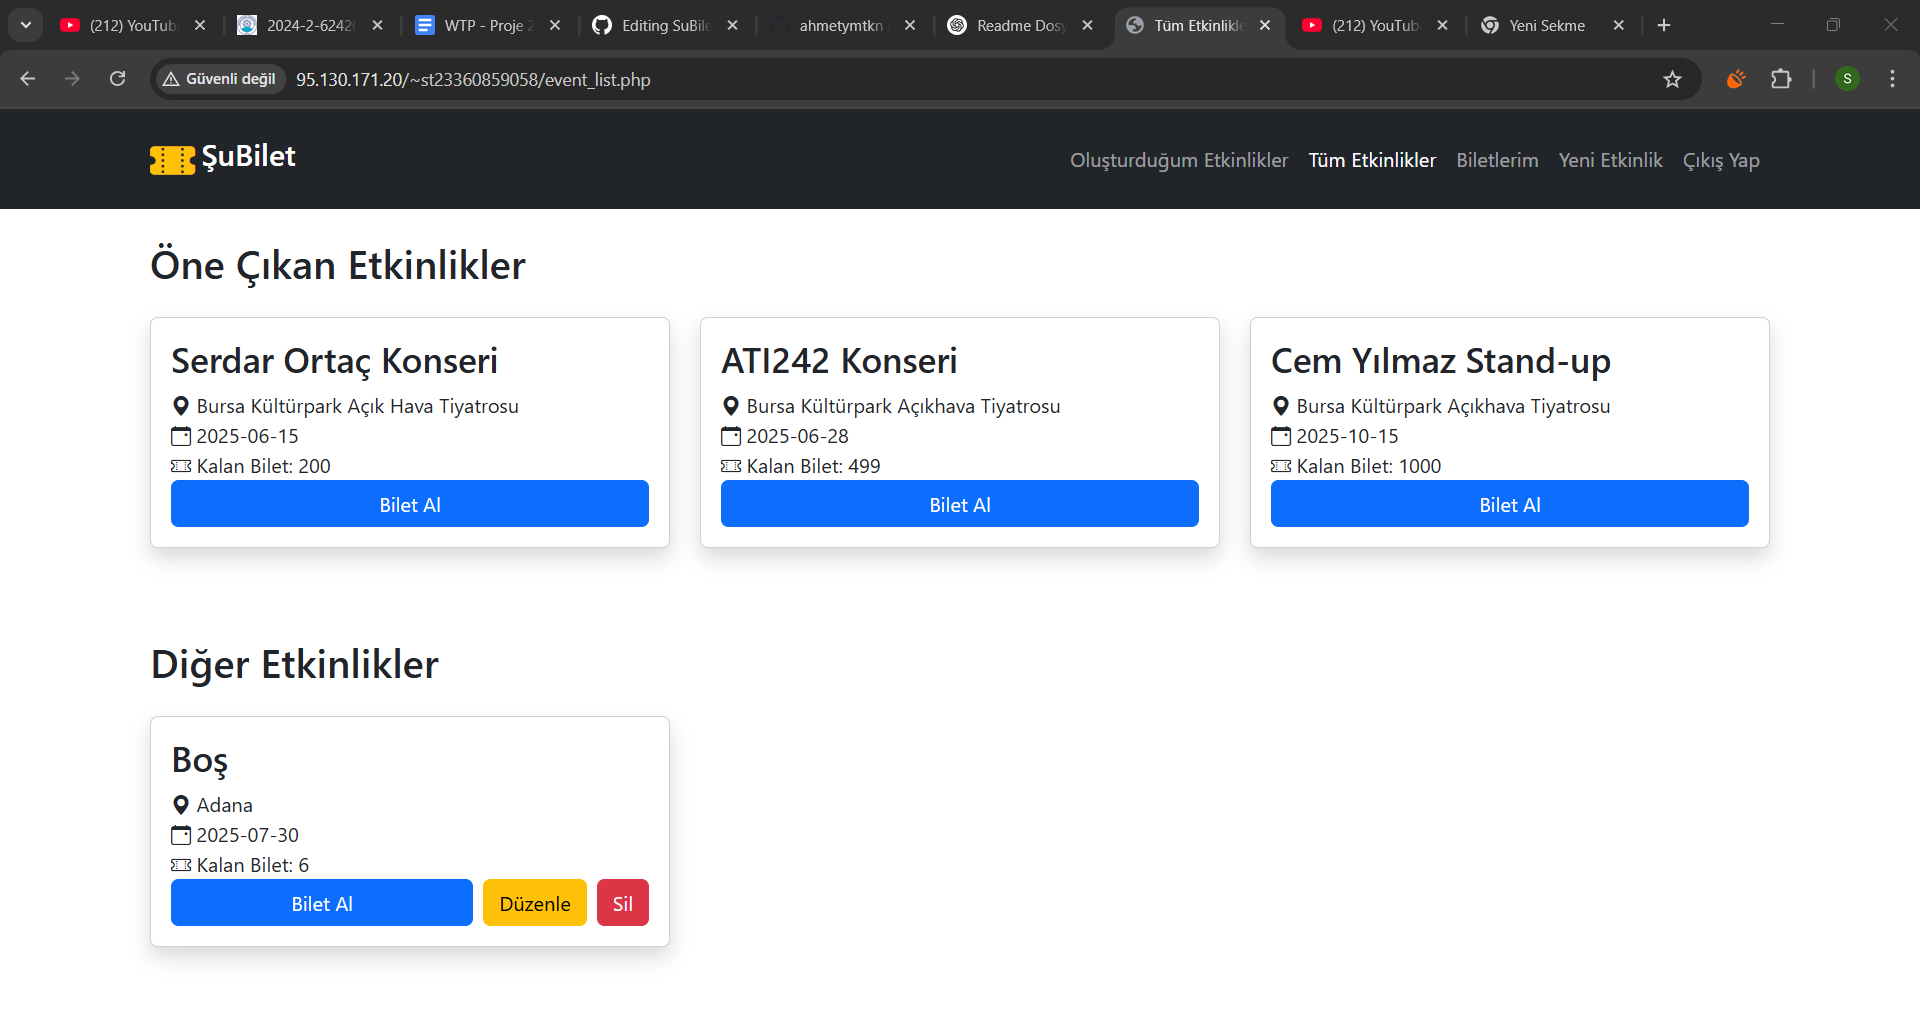 (212) YouTub
2024-2-6242
WTP - Proje 2
Editing SuBile
ahmetymtkn
Readme Dosy
Tüm Etkinlikle
(212) YouTub
Yeni Sekme
Güvenli değil
95.130.171.20/~st23360859058/event_list.php
S
ŞuBilet
Oluşturduğum Etkinlikler
Tüm Etkinlikler
Biletlerim
Yeni Etkinlik
Çıkış Yap
Öne Çıkan Etkinlikler
Serdar Ortaç Konseri
Bursa Kültürpark Açık Hava Tiyatrosu
2025-06-15
Kalan Bilet: 200
Bilet Al
ATI242 Konseri
Bursa Kültürpark Açıkhava Tiyatrosu
2025-06-28
Kalan Bilet: 499
Bilet Al
Cem Yılmaz Stand-up
Bursa Kültürpark Açıkhava Tiyatrosu
2025-10-15
Kalan Bilet: 1000
Bilet Al
Diğer Etkinlikler
Boş
Adana
2025-07-30
Kalan Bilet: 6
Bilet Al
Düzenle
Sil